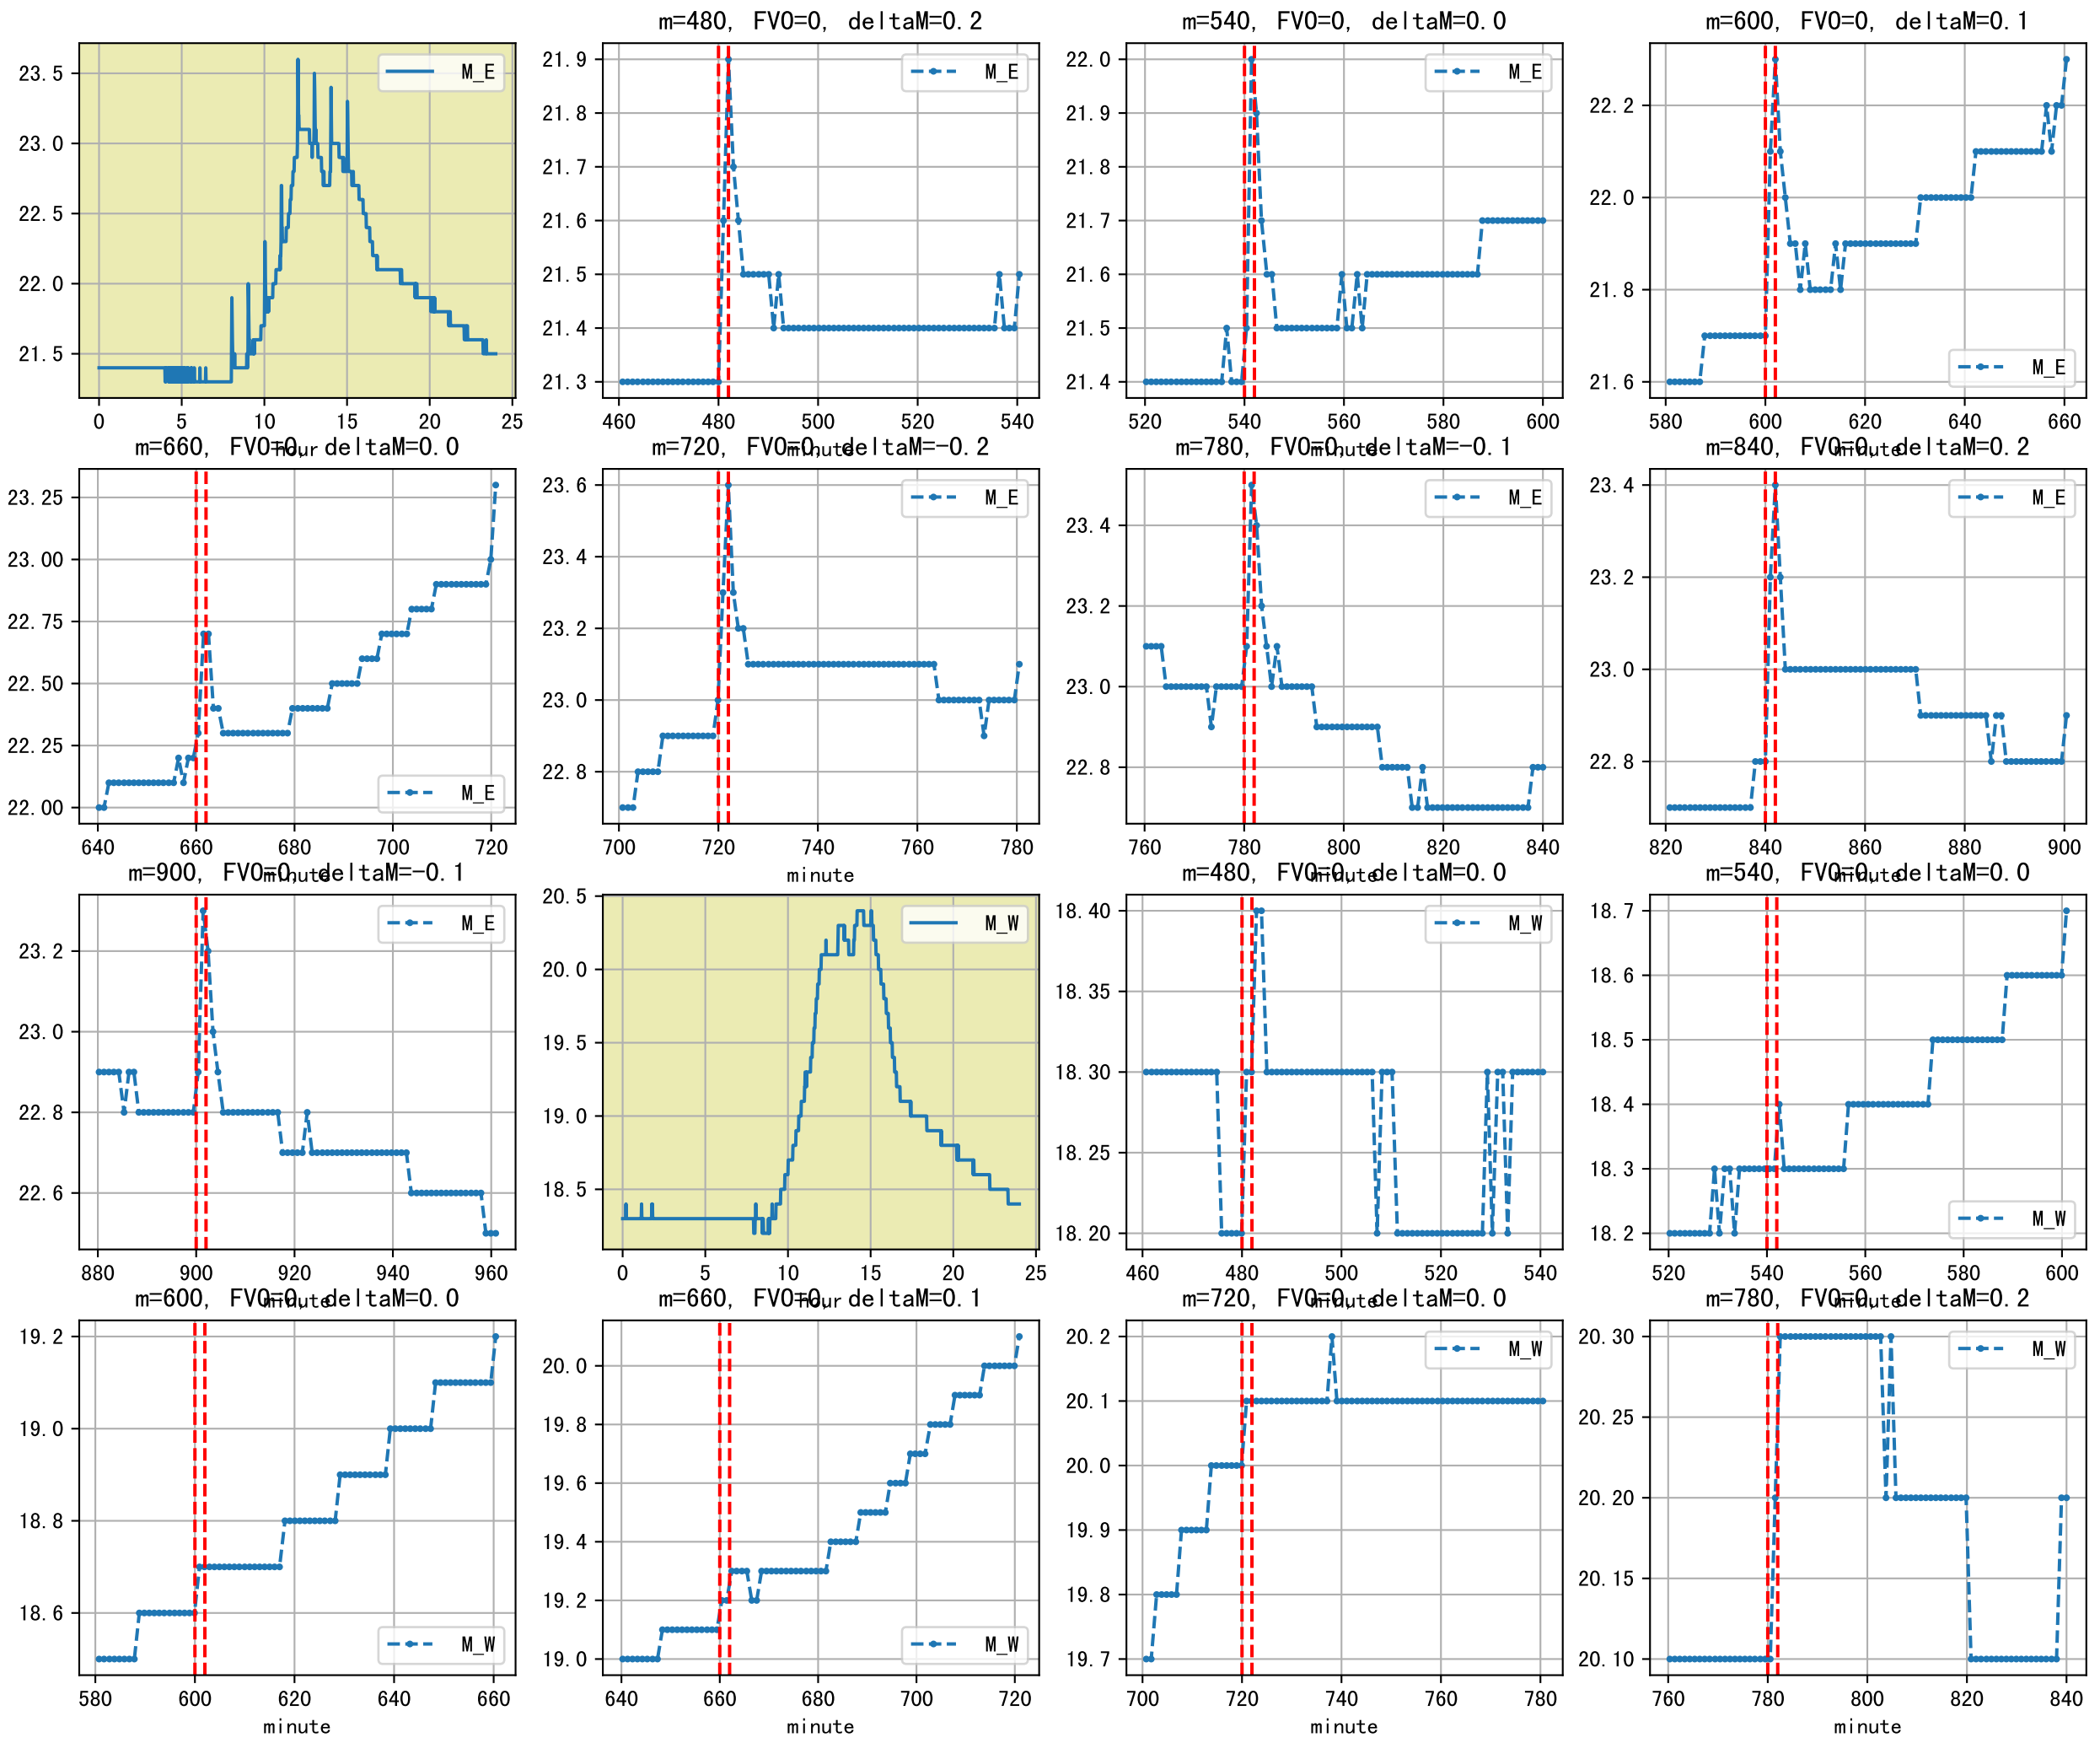 m=480, FVO=0, deltaM=0.2
m=540, FVO=0, deltaM=0.0
m=600, FVO=0, deltaM=0.1
23.5
23.0
22.5
22.0
21.5
M_E
0 5 10 15 20 25
hour
21.9
21.8
21.7
21.6
21.5
21.4
21.3
M_E
460 480 500 520 540
minute
22.0
21.9
21.8
21.7
21.6
21.5
21.4
M_E
520 540 560 580 600
minute
22.2
22.0
21.8
21.6
M_E
580 600 620 640 660
minute
m=660, FVO=0, deltaM=0.0
m=720, FVO=0, deltaM=-0.2
m=780, FVO=0, deltaM=-0.1
m=840, FVO=0, deltaM=0.2
23.25
23.00
22.75
22.50
22.25
22.00
M_E
640 660 680 700 720
minute
23.6
23.4
23.2
23.0
22.8
M_E
700 720 740 760 780
minute
23.4
23.2
23.0
22.8
M_E
760 780 800 820 840
minute
23.4
23.2
23.0
22.8
M_E
820 840 860 880 900
minute
m=900, FVO=0, deltaM=-0.1
m=480, FVO=0, deltaM=0.0
m=540, FVO=0, deltaM=0.0
23.2
23.0
22.8
22.6
M_E
880 900 920 940 960
minute
20.5
20.0
19.5
19.0
18.5
M_W
0 5 10 15 20 25
hour
18.40
18.35
18.30
18.25
18.20
M_W
460 480 500 520 540
minute
18.7
18.6
18.5
18.4
18.3
18.2
M_W
520 540 560 580 600
minute
m=600, FVO=0, deltaM=0.0
m=660, FVO=0, deltaM=0.1
m=720, FVO=0, deltaM=0.0
m=780, FVO=0, deltaM=0.2
19.2
19.0
18.8
18.6
M_W
580 600 620 640 660
minute
20.0
19.8
19.6
19.4
19.2
19.0
M_W
640 660 680 700 720
minute
20.2
20.1
20.0
19.9
19.8
19.7
M_W
700 720 740 760 780
minute
20.30
20.25
20.20
20.15
20.10
M_W
760 780 800 820 840
minute